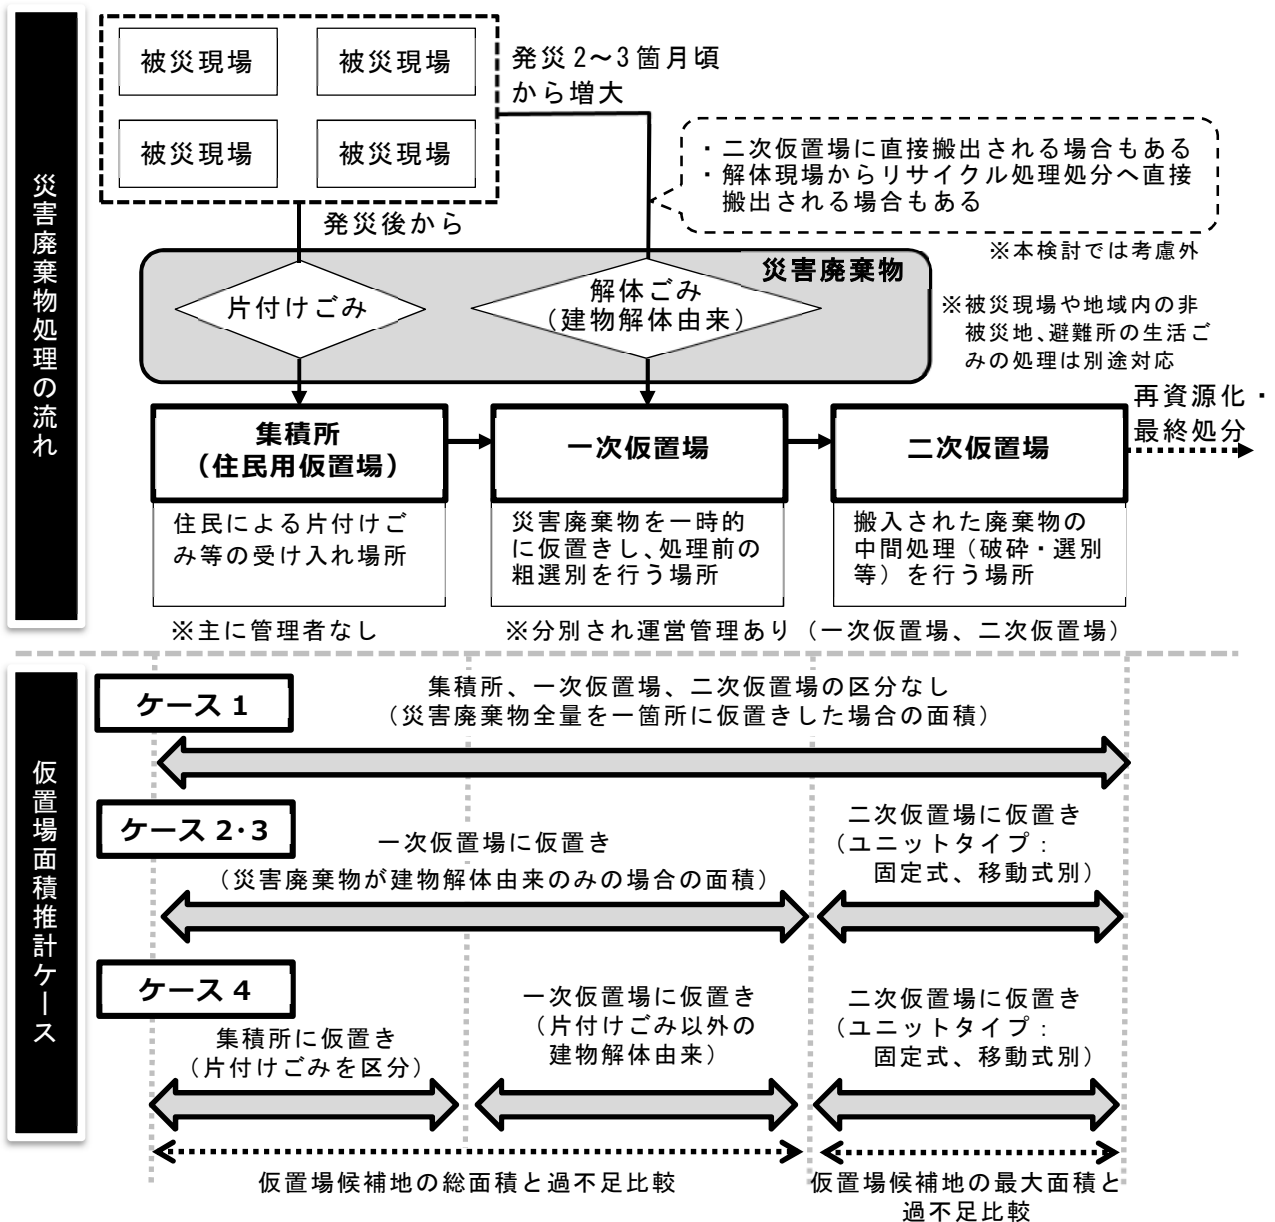 災害廃棄物処理の流れ
被災現場
被災現場
被災現場
被災現場
発災2～3箇月頃
から増大
・二次仮置場に直接搬出される場合もある
・解体現場からリサイクル処理処分へ直接
搬出される場合もある
※本検討では考慮外
発災後から
災害廃棄物
片付けごみ
解体ごみ
（建物解体由来）
※被災現場や地域内の非
被災地、避難所の生活ご
みの処理は別途対応
再資源化・
最終処分
集積所
（住民用仮置場）
一次仮置場
二次仮置場
住民による片付けご
み等の受け入れ場所
災害廃棄物を一時的
に仮置きし、処理前の
粗選別を行う場所
搬入された廃棄物の
中間処理（破砕・選別
等）を行う場所
※主に管理者なし
※分別され運営管理あり（一次仮置場、二次仮置場）
仮置場面積推計ケース
ケース 1
集積所、一次仮置場、二次仮置場の区分なし
（災害廃棄物全量を一箇所に仮置きした場合の面積）
ケース 2・3
一次仮置場に仮置き
（災害廃棄物が建物解体由来のみの場合の面積）
二次仮置場に仮置き
（ユニットタイプ：
固定式、移動式別）
ケース 4
集積所に仮置き
（片付けごみを区分）
一次仮置場に仮置き
（片付けごみ以外の
建物解体由来）
二次仮置場に仮置き
（ユニットタイプ：
固定式、移動式別）
仮置場候補地の総面積と過不足比較
仮置場候補地の最大面積と
過不足比較